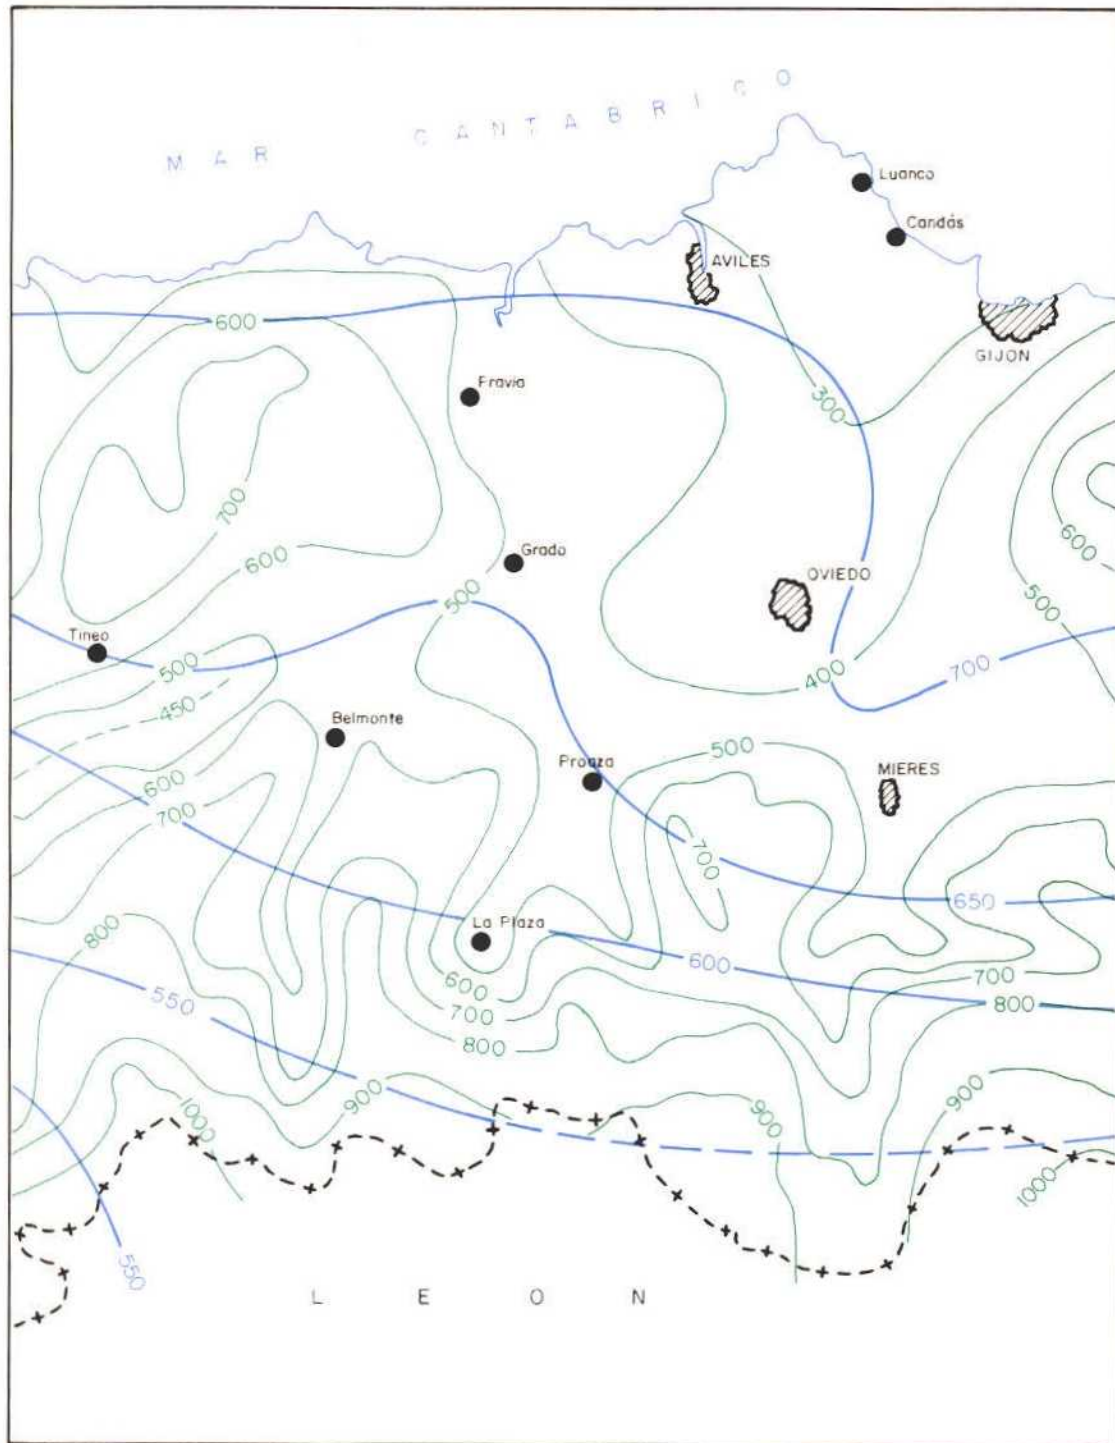 MAR CANTABRICO
Luanco
Candás
AVILES
600
GIJON
Pravia
300
700
600
600
Grado
OVIEDO
500
500
Tineo
500
700
400
450
Belmonte
500
Proaza
MIERES
600
700
700
650
La Plaza
800
600
700
550
600
700
800
800
900
900
900
1000
1000
550
LEON